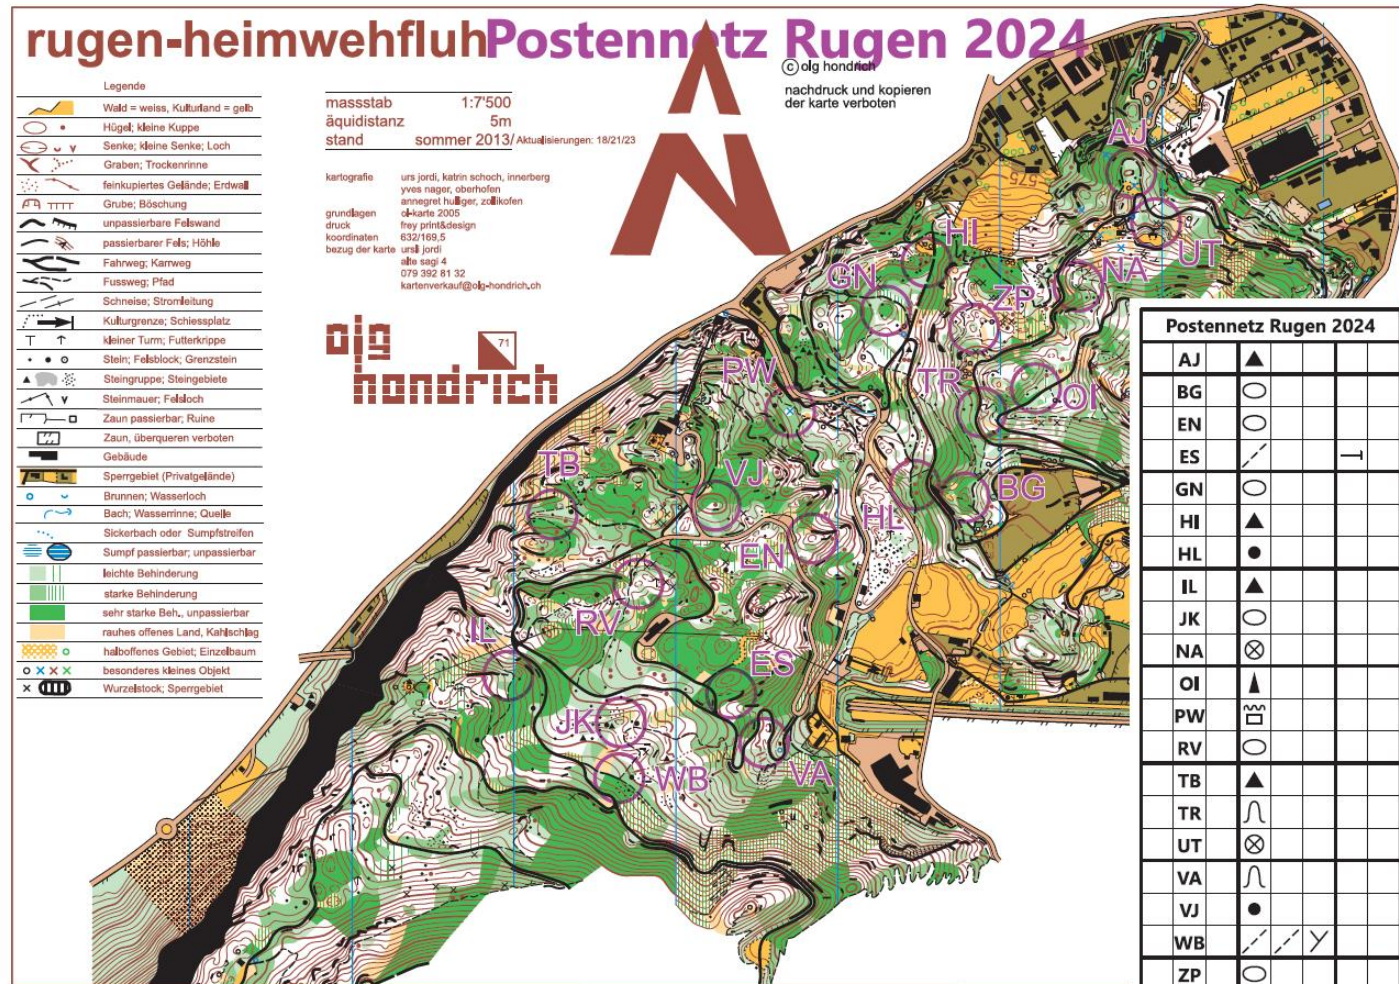 rugen-heimwehfluh Postennetz Rugen 2024
Legende
Wald = weiss, Kulturland = gelb
Hügel; kleine Kuppe
Senke; kleine Senke; Loch
Graben; Trockenrinne
feinkupiertes Gelände; Erdwall
Grube; Böschung
unpassierbare Felswand
passierbarer Fels; Höhle
Fahrweg; Karrweg
Fussweg; Pfad
Schneise; Stromleitung
Kulturgrenze; Schiessplatz
kleiner Turm; Futterkrippe
Stein; Felsblock; Grenzstein
Steingruppe; Steingebiete
Steinmauer; Felsloch
Zaun passierbar; Ruine
Zaun, überqueren verboten
Gebäude
Sperrgebiet (Privatgelände)
Brunnen; Wasserloch
Bach; Wasserrinne; Quelle
Sickerbach oder Sumpfstreifen
Sumpf passierbar; unpassierbar
leichte Behinderung
starke Behinderung
sehr starke Beh., unpassierbar
rauhes offenes Land, Kahlschlag
halboffenes Gebiet; Einzelbaum
besonderes kleines Objekt
Wurzelstock; Sperrgebiet
massstab 1:7'500
äquidistanz 5m
stand sommer 2013/ Aktualisierungen: 18/21/23
kartografie urs jordi, katrin schoch, innerberg
yves nager, oberhofen
annegret hulliger, zollikofen
grundlagen ol-karte 2005
druck frey print&design
koordinaten 632/169,5
bezug der karte ursli jordi
alte sagi 4
079 392 81 32
kartenverkauf@olg-hondrich.ch
olg
hondrich
71
© olg hondrich
nachdruck und kopieren
der karte verboten
AJ
UT
HI
NA
GN
ZP
PW
TR
OI
TB
VJ
BG
HL
EN
RV
IL
ES
JK
WB
VA
575
Postennetz Rugen 2024
AJ
BG
EN
ES
GN
HI
HL
IL
JK
NA
OI
PW
RV
TB
TR
UT
VA
VJ
WB
ZP